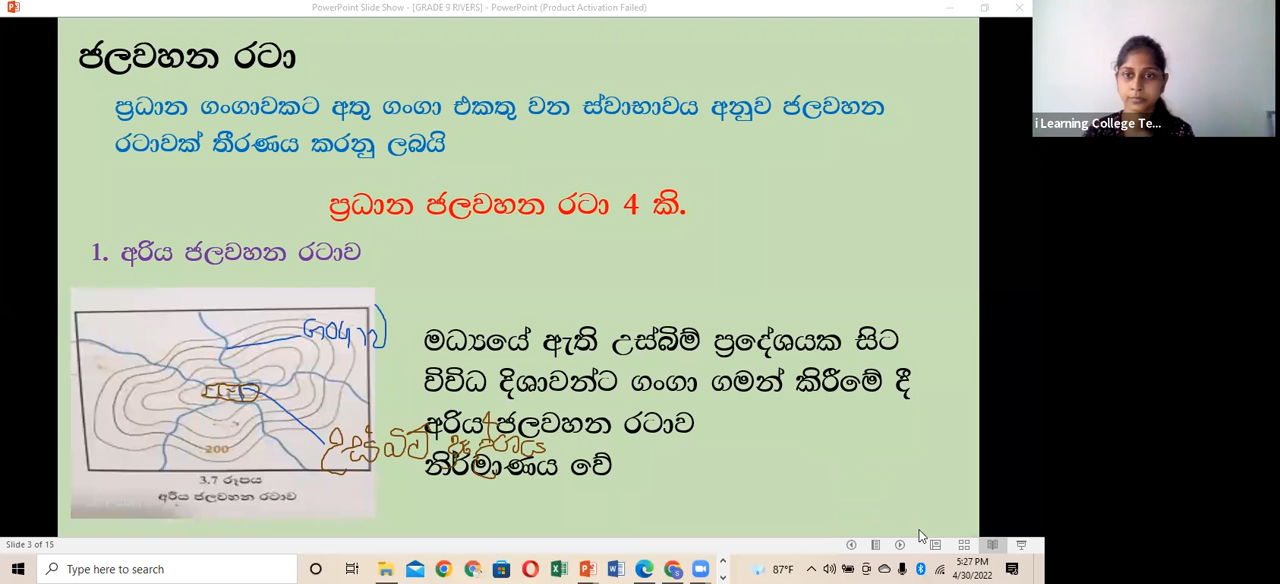 PowerPoint Slide Show - [GRADE 9 RIVERS] - PowerPoint (Product Activation Failed)
ජලවහන රටා
ප්‍රධාන ගංගාවකට අතු ගංගා එකතු වන ස්වාභාවය අනුව ජලවහන
රටාවක් තීරණය කරනු ලබයි
ප්‍රධාන ජලවහන රටා 4 කි.
1. අරිය ජලවහන රටාව
ගංගාව
200
3.7 රූපය
අරීය ජලවහන රටාව
මධ්‍යයේ ඇති උස්බිම් ප්‍රදේශයක සිට
විවිධ දිශාවන්ට ගංගා ගමන් කිරීමේ දී
අරිය ජලවහන රටාව
නිර්මාණය වේ
උස්බිම්
i Learning College Te...
Slide 3 of 15
Type here to search
87°F
5:27 PM
4/30/2022